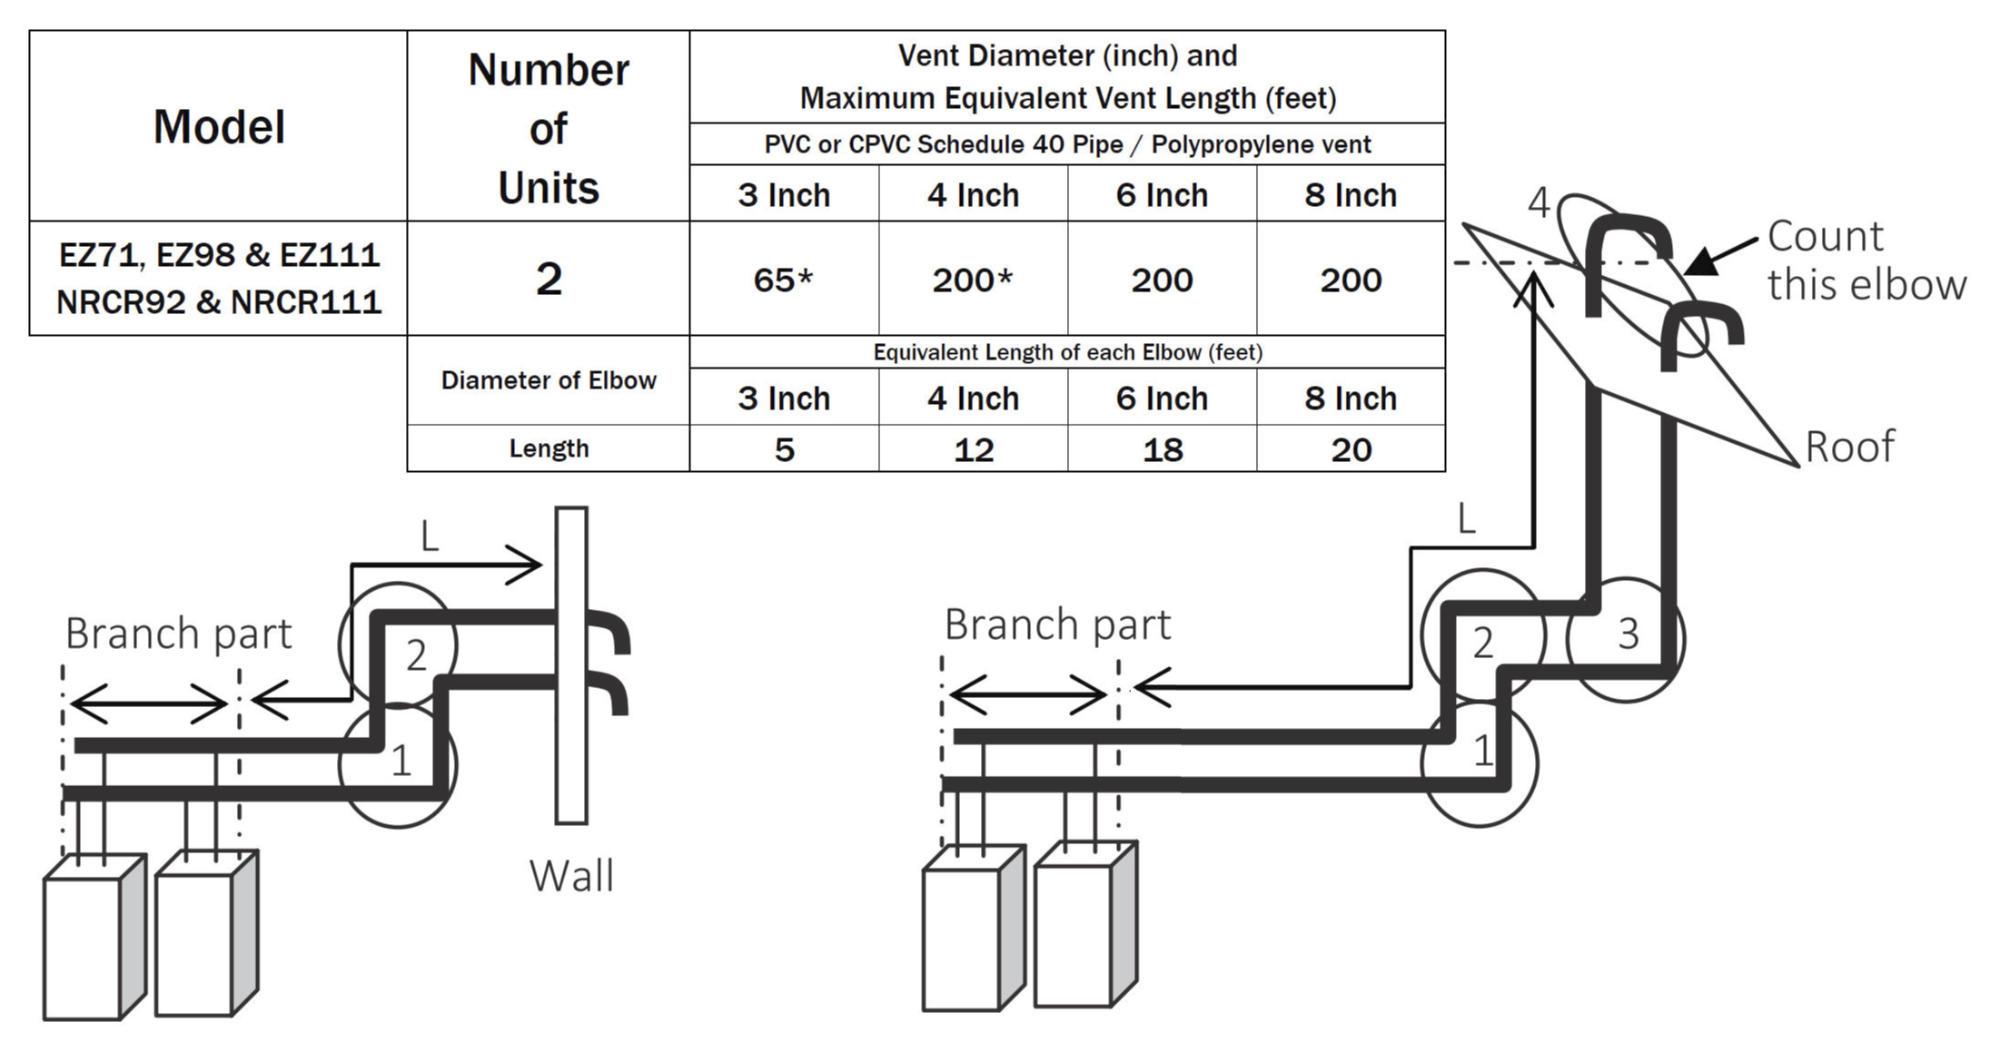 Model
Number
of
Units
Vent Diameter (inch) and
Maximum Equivalent Vent Length (feet)
PVC or CPVC Schedule 40 Pipe / Polypropylene vent
3 Inch
4 Inch
6 Inch
8 Inch
EZ71, EZ98 & EZ111
NRCR92 & NRCR111
2
65*
200*
200
200
Diameter of Elbow
Equivalent Length of each Elbow (feet)
3 Inch
4 Inch
6 Inch
8 Inch
Length
5
12
18
20
L
Branch part
2
1
Wall
4
Count
this elbow
Roof
L
Branch part
2
3
1